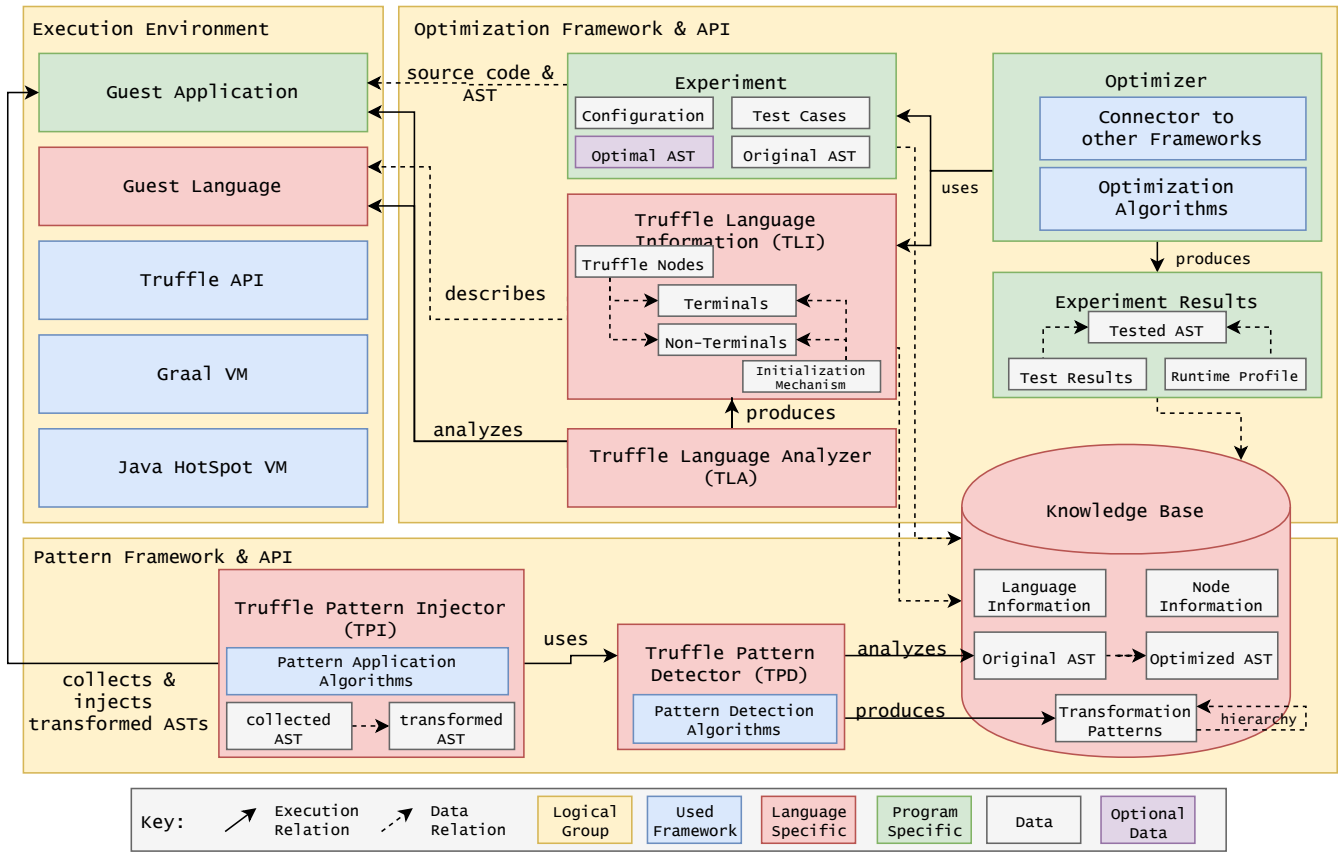 Execution Environment
Guest Application
Guest Language
Truffle API
Graal VM
Java HotSpot VM
Optimization Framework & API
source code &
AST
Experiment
Configuration
Test Cases
Optimal AST
Original AST
Optimizer
Connector to
other Frameworks
Optimization
Algorithms
uses
Truffle Language
Information (TLI)
Truffle Nodes
Terminals
Non-Terminals
Initialization
Mechanism
describes
produces
Experiment Results
Tested AST
Test Results
Runtime Profile
produces
analyzes
Truffle Language Analyzer
(TLA)
Knowledge Base
Language
Information
Node
Information
Original AST
Optimized AST
Transformation
Patterns
hierarchy
Pattern Framework & API
Truffle Pattern Injector
(TPI)
Pattern Application
Algorithms
collected
AST
transformed
AST
collects &
injects
transformed ASTs
uses
Truffle Pattern
Detector (TPD)
Pattern Detection
Algorithms
analyzes
produces
Key:
Execution
Relation
Data
Relation
Logical
Group
Used
Framework
Language
Specific
Program
Specific
Data
Optional
Data